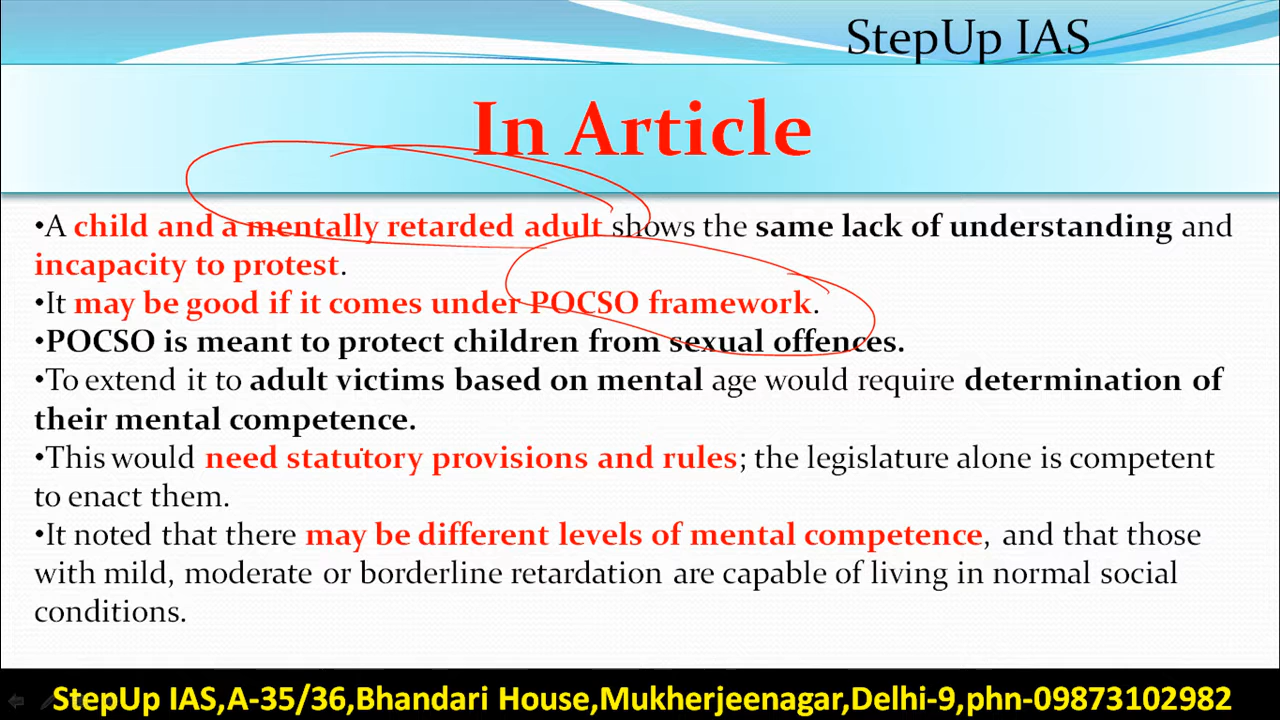 StepUp IAS
In Article
•A child and a mentally retarded adult shows the same lack of understanding and
incapacity to protest.
•It may be good if it comes under POCSO framework.
•POCSO is meant to protect children from sexual offences.
•To extend it to adult victims based on mental age would require determination of
their mental competence.
•This would need statutory provisions and rules; the legislature alone is competent
to enact them.
•It noted that there may be different levels of mental competence, and that those
with mild, moderate or borderline retardation are capable of living in normal social
conditions.
StepUp IAS,A-35/36,Bhandari House,Mukherjeenagar,Delhi-9,phn-09873102982